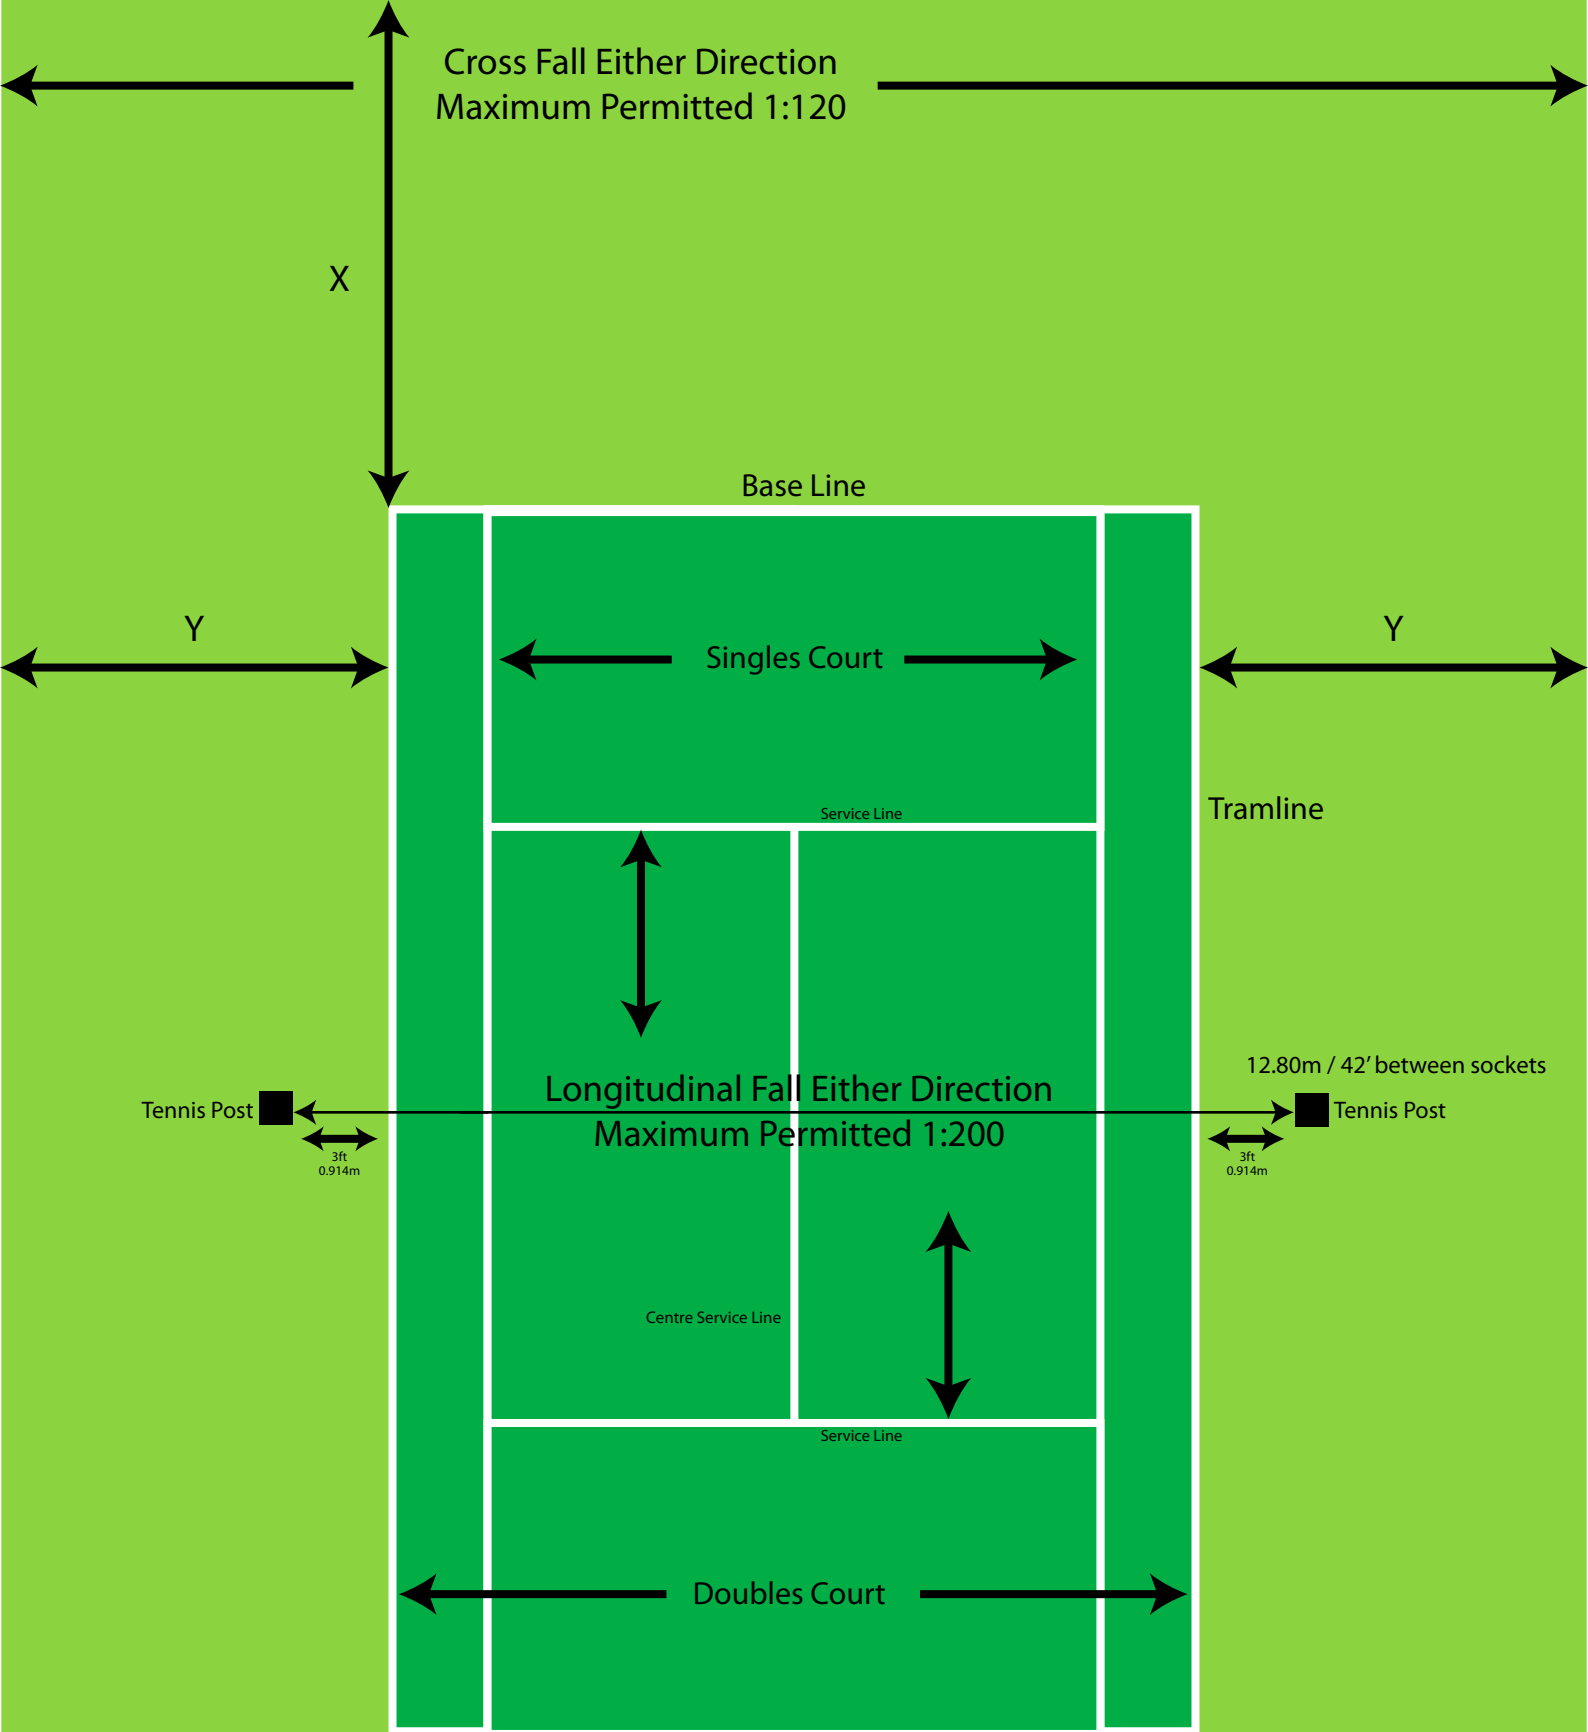 Cross Fall Either Direction
Maximum Permitted 1:120
X
Base Line
Y
Y
Singles Court
Service Line
Tramline
12.80m / 42’ between sockets
Longitudinal Fall Either Direction
Tennis Post
Tennis Post
Maximum Permitted 1:200
3ft
0.914m
3ft
0.914m
Centre Service Line
Service Line
Doubles Court